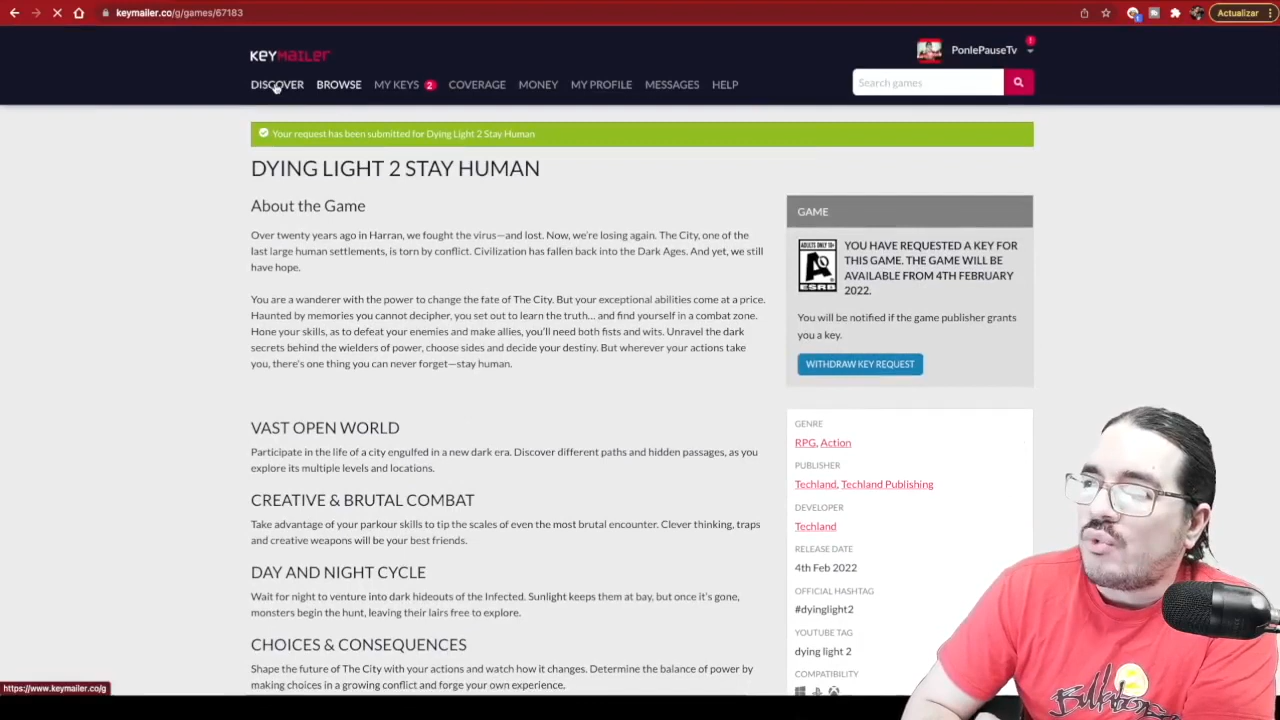 keymailer.co/g/games/67183
Actualizar
KEYMAILER
PonlePauseTv
!
DISCOVER BROWSE MY KEYS 2 COVERAGE MONEY MY PROFILE MESSAGES HELP
Search games
Your request has been submitted for Dying Light 2 Stay Human
DYING LIGHT 2 STAY HUMAN
About the Game
Over twenty years ago in Harran, we fought the virus—and lost. Now, we're losing again. The City, one of the
last large human settlements, is torn by conflict. Civilization has fallen back into the Dark Ages. And yet, we still
have hope.
You are a wanderer with the power to change the fate of The City. But your exceptional abilities come at a price.
Haunted by memories you cannot decipher, you set out to learn the truth... and find yourself in a combat zone.
Hone your skills, as to defeat your enemies and make allies, you'll need both fists and wits. Unravel the dark
secrets behind the wielders of power, choose sides and decide your destiny. But wherever your actions take
you, there's one thing you can never forget—stay human.
VAST OPEN WORLD
Participate in the life of a city engulfed in a new dark era. Discover different paths and hidden passages, as you
explore its multiple levels and locations.
CREATIVE & BRUTAL COMBAT
Take advantage of your parkour skills to tip the scales of even the most brutal encounter. Clever thinking, traps
and creative weapons will be your best friends.
DAY AND NIGHT CYCLE
Wait for night to venture into dark hideouts of the Infected. Sunlight keeps them at bay, but once it's gone,
monsters begin the hunt, leaving their lairs free to explore.
CHOICES & CONSEQUENCES
Shape the future of The City with your actions and watch how it changes. Determine the balance of power by
making choices in a growing conflict and forge your own experience.
GAME
ADULTS ONLY 18+
ESRB
YOU HAVE REQUESTED A KEY FOR
THIS GAME. THE GAME WILL BE
AVAILABLE FROM 4TH FEBRUARY
2022.
You will be notified if the game publisher grants
you a key.
WITHDRAW KEY REQUEST
GENRE
RPG, Action
PUBLISHER
Techland, Techland Publishing
DEVELOPER
Techland
RELEASE DATE
4th Feb 2022
OFFICIAL HASHTAG
#dyinglight2
YOUTUBE TAG
dying light 2
COMPATIBILITY
https://www.keymailer.co/g